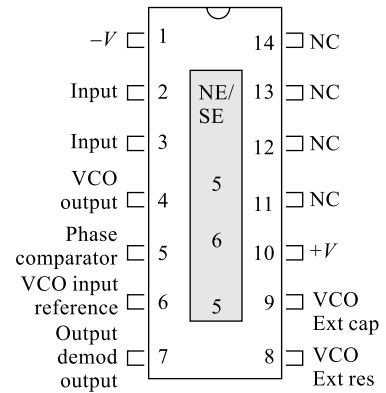 –V 1 14 NC
Input 2 13 NC
NE/
SE
Input 3 12 NC
VCO
output 4 11 NC
5
Phase
comparator 5 10 +V
6
VCO input
reference 6 9 VCO
Ext cap
5
Output
demod
output 7 8 VCO
Ext res